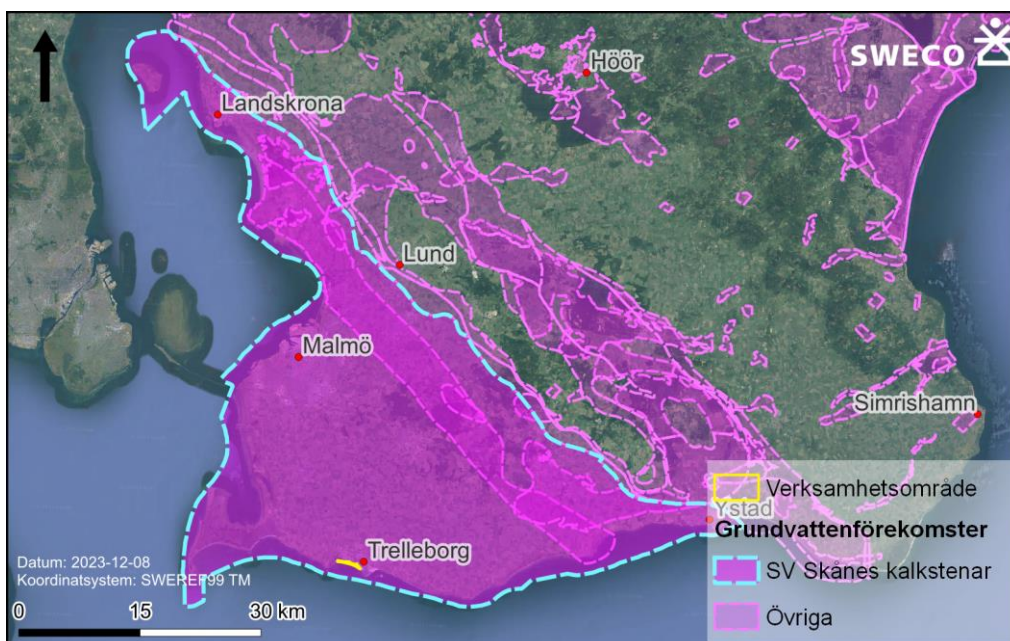 SWECO
Höör
Landskrona
Lund
Malmö
Simrishamn
Verksamhetsområde
Ystad
Grundvattenförekomster
Trelleborg
SV Skånes kalkstenar
Datum: 2023-12-08
Koordinatsystem: SWEREF99 TM
0 15 30 km
Övriga